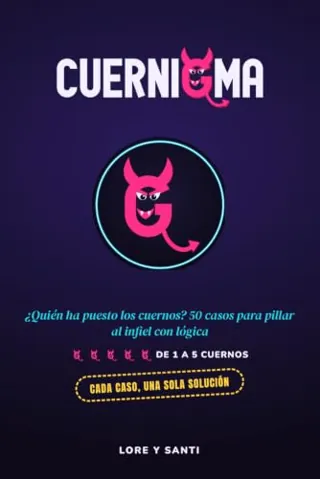 CUERNIGMA
G
¿Quién ha puesto los cuernos? 50 casos para pillar
al infiel con lógica
DE 1 A 5 CUERNOS
CADA CASO, UNA SOLA SOLUCIÓN
LORE Y SANTI